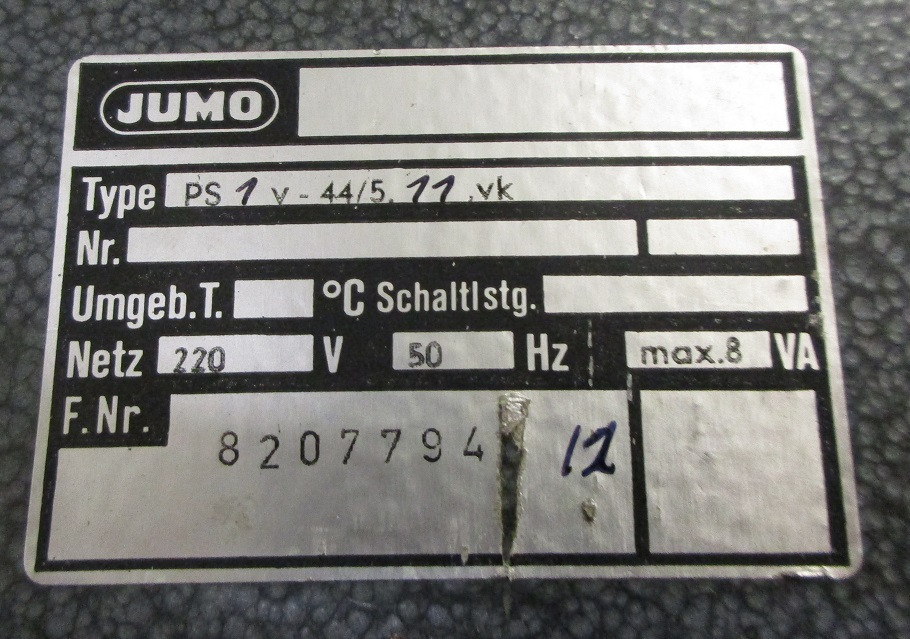 JUMO
Type PS 1 v - 44/5. 11 ,vk
Nr.
Umgeb.T. °C Schaltlstg.
Netz 220 V 50 Hz max.8 VA
F.Nr.
8207794 12